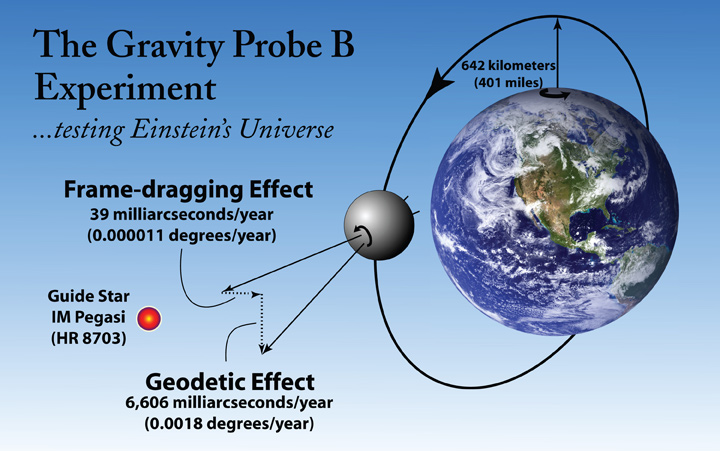 The Gravity Probe B
Experiment
...testing Einstein's Universe
642 kilometers
(401 miles)
Frame-dragging Effect
39 milliarcseconds/year
(0.000011 degrees/year)
Guide Star
IM Pegasi
(HR 8703)
Geodetic Effect
6,606 milliarcseconds/year
(0.0018 degrees/year)